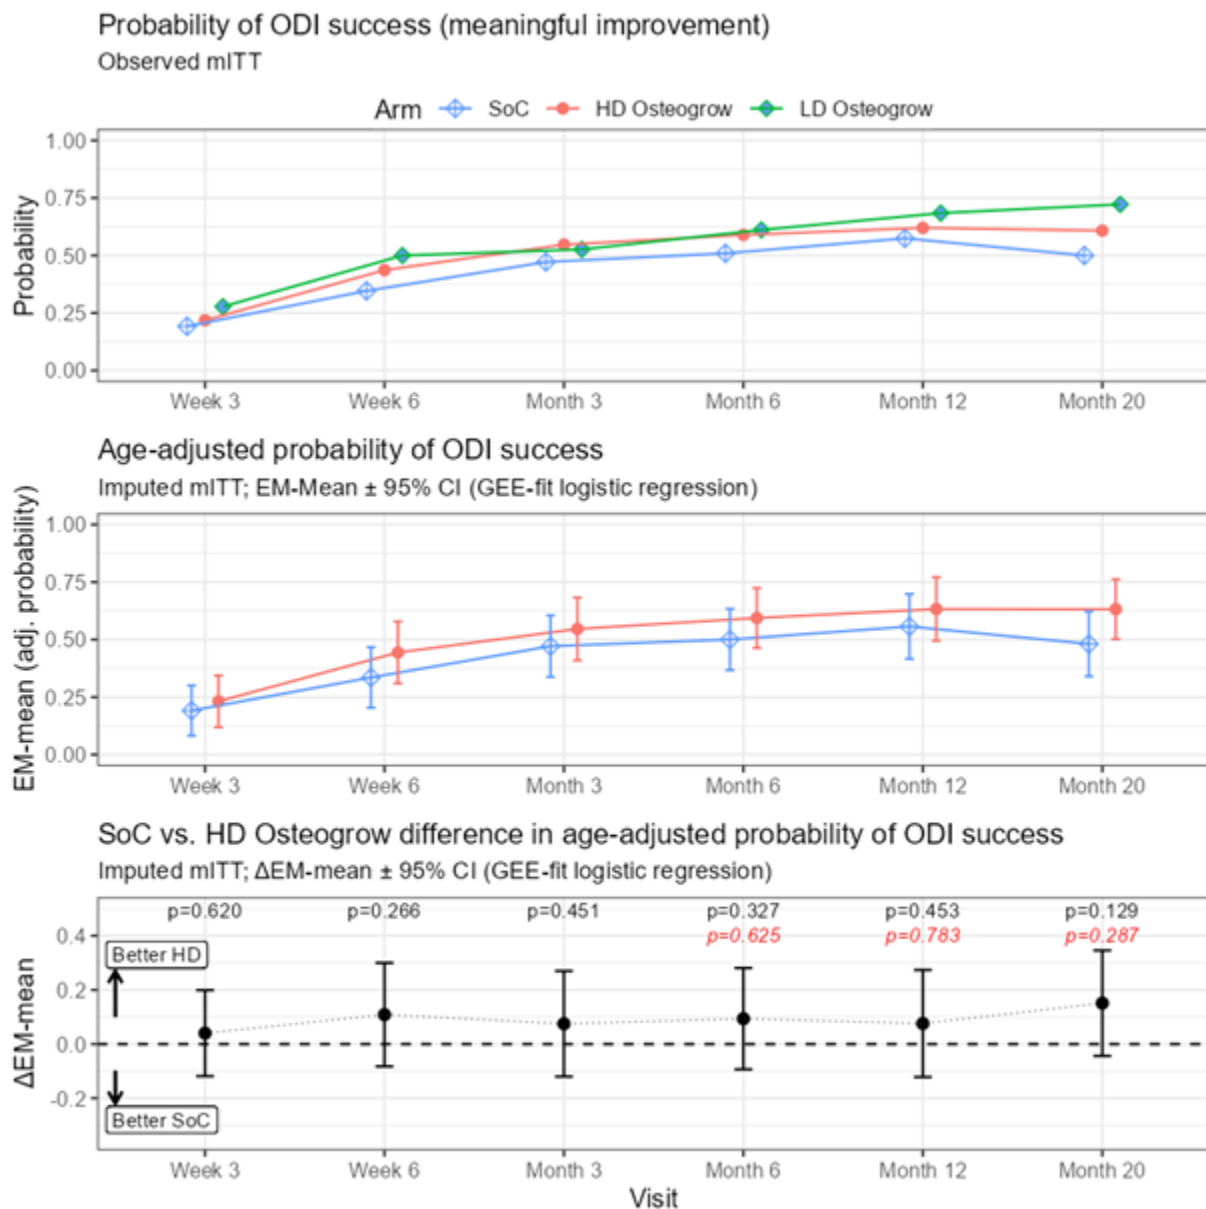 Probability of ODI success (meaningful improvement)
Observed mITT
Arm SoC HD Osteogrow LD Osteogrow
Probability
1.00
0.75
0.50
0.25
0.00
Week 3 Week 6 Month 3 Month 6 Month 12 Month 20
Age-adjusted probability of ODI success
Imputed mITT; EM-Mean ± 95% CI (GEE-fit logistic regression)
EM-mean (adj. probability)
1.00
0.75
0.50
0.25
0.00
Week 3 Week 6 Month 3 Month 6 Month 12 Month 20
SoC vs. HD Osteogrow difference in age-adjusted probability of ODI success
Imputed mITT; ΔEM-mean ± 95% CI (GEE-fit logistic regression)
p=0.620 p=0.266 p=0.451 p=0.327 p=0.453 p=0.129
p=0.625 p=0.783 p=0.287
ΔEM-mean
0.4
0.2
0.0
-0.2
Better HD
Better SoC
Week 3 Week 6 Month 3 Month 6 Month 12 Month 20
Visit